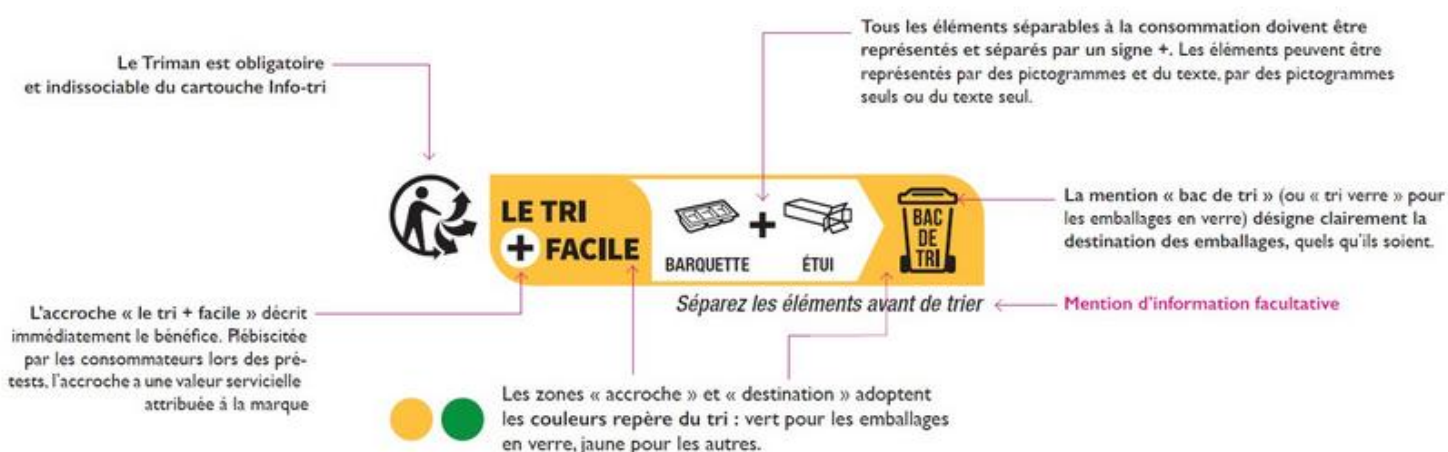 Le Triman est obligatoire
et indissociable du cartouche Info-tri
Tous les éléments séparables à la consommation doivent être
représentés et séparés par un signe +. Les éléments peuvent être
représentés par des pictogrammes et du texte, par des pictogrammes
seuls ou du texte seul.
LE TRI
+ FACILE
BARQUETTE
+
ÉTUI
BAC
DE
TRI
Séparez les éléments avant de trier
La mention « bac de tri » (ou « tri verre » pour
les emballages en verre) désigne clairement la
destination des emballages, quels qu'ils soient.
Mention d'information facultative
L'accroche « le tri + facile » décrit
immédiatement le bénéfice. Plébiscitée
par les consommateurs lors des pré-
tests, l'accroche a une valeur servicielle
attribuée à la marque
Les zones « accroche » et « destination » adoptent
les couleurs repère du tri : vert pour les emballages
en verre, jaune pour les autres.